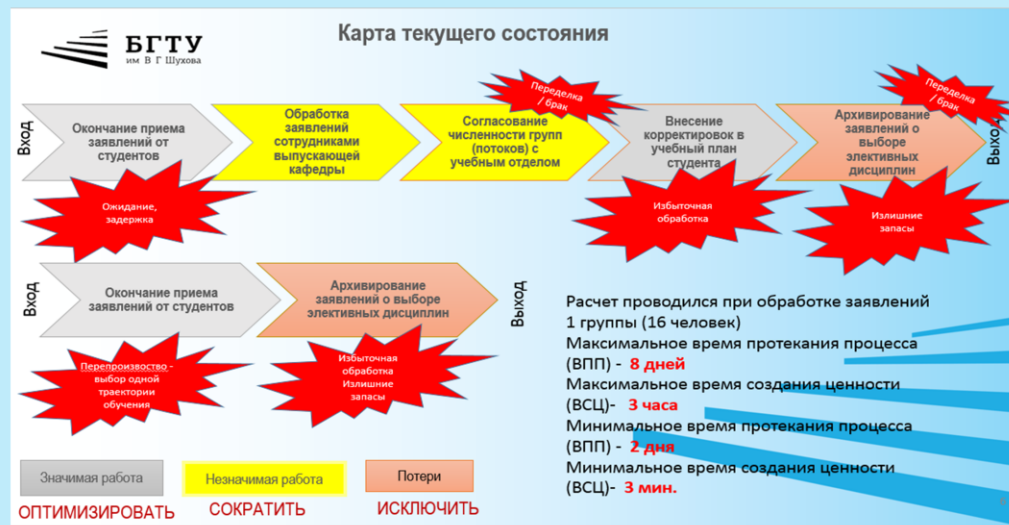 БГТУ
им В Г Шухова
Карта текущего состояния
Вход
Окончание приема
заявлений от
студентов
Обработка
заявлений
сотрудниками
выпускающей
кафедры
Согласование
численности групп
(потоков) с
учебным отделом
Переделка
/ брак
Внесение
корректировок в
учебный план
студента
Архивирование
заявлений о
выборе
элективных
дисциплин
Переделка
/ брак
Выход
Ожидание,
задержка
Избыточная
обработка
Излишние
запасы
Вход
Окончание приема
заявлений от студентов
Архивирование
заявлений о выборе
элективных дисциплин
Выход
Перепроизвоство -
выбор одной
траектории
обучения
Избыточная
обработка
Излишние
запасы
Расчет проводился при обработке заявлений
1 группы (16 человек)
Максимальное время протекания процесса
(ВПП) - 8 дней
Максимальное время создания ценности
(ВСЦ)- 3 часа
Минимальное время протекания процесса
(ВПП) - 2 дня
Минимальное время создания ценности
(ВСЦ)- 3 мин.
Значимая работа
Незначимая работа
Потери
ОПТИМИЗИРОВАТЬ
СОКРАТИТЬ
ИСКЛЮЧИТЬ